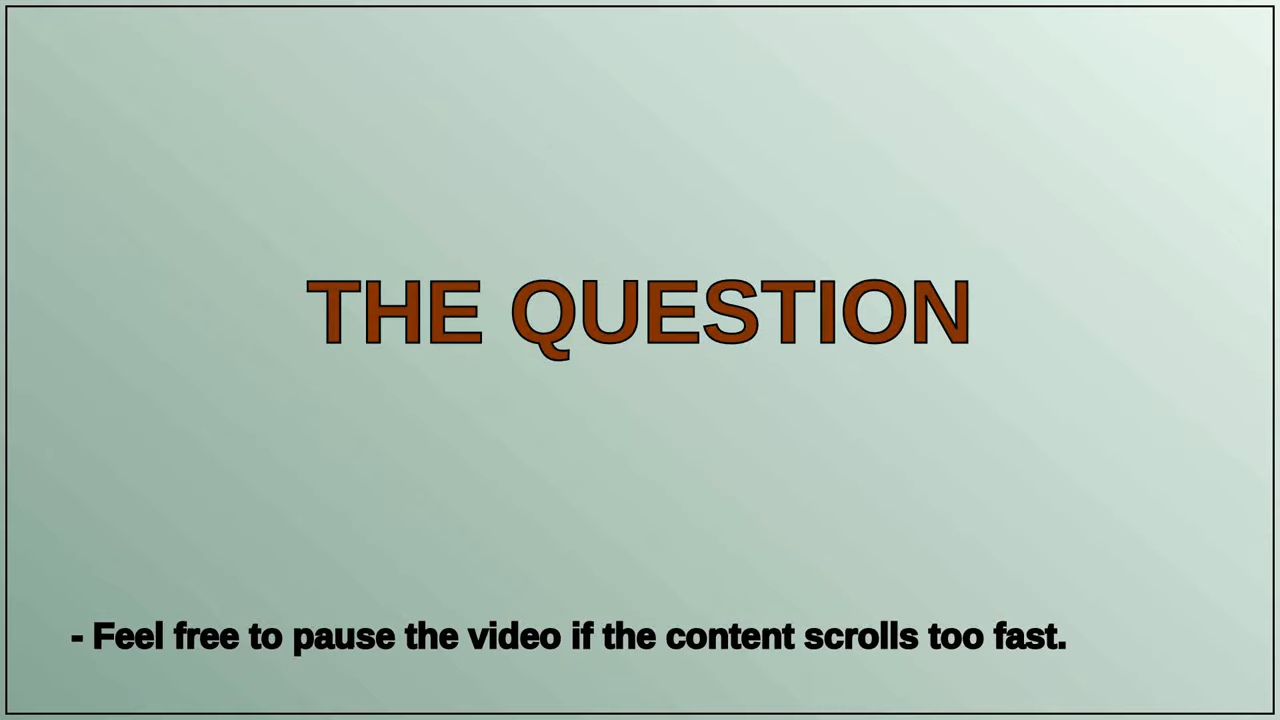 THE QUESTION
- Feel free to pause the video if the content scrolls too fast.